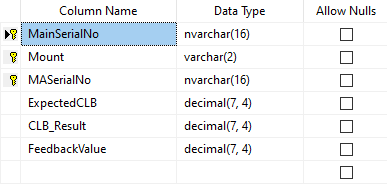 Column Name Data Type Allow Nulls
MainSerialNo nvarchar(16)
Mount varchar(2)
MASerialNo nvarchar(16)
ExpectedCLB decimal(7, 4)
CLB_Result decimal(7, 4)
FeedbackValue decimal(7, 4)